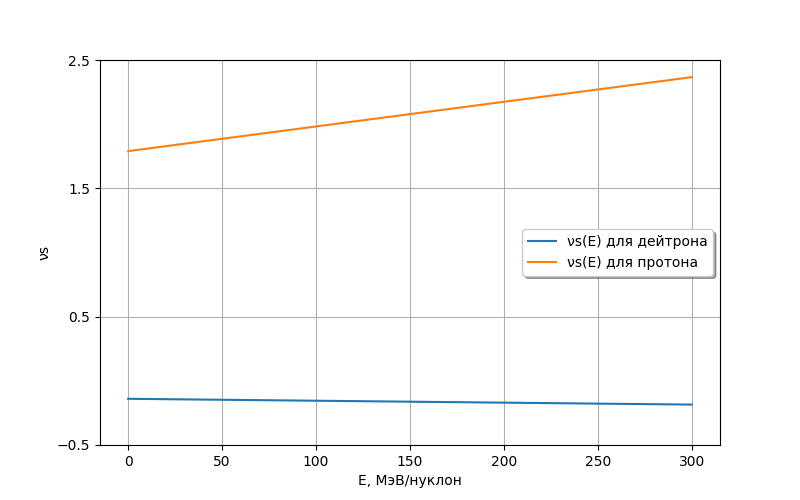 2.5
1.5
0.5
−0.5
νs
νs(E) для дейтрона
νs(E) для протона
0 50 100 150 200 250 300
E, МэВ/нуклон